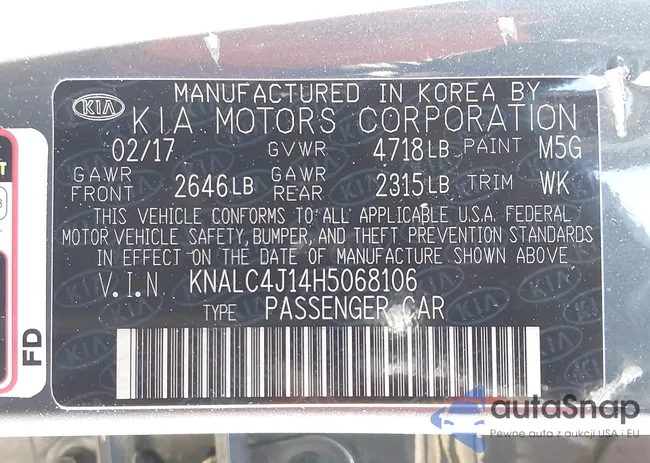 MANUFACTURED IN KOREA BY
KIA KIA MOTORS CORPORATION
02/17 GVWR 4718LB PAINT M5G
GAWR FRONT 2646LB GAWR REAR 2315LB TRIM WK
THIS VEHICLE CONFORMS TO ALL APPLICABLE U.S.A. FEDERAL
MOTOR VEHICLE SAFETY, BUMPER, AND THEFT PREVENTION STANDARDS
IN EFFECT ON THE DATE OF MANUFACTURE SHOWN ABOVE
V.I.N KNALC4J14H5068106
TYPE PASSENGER CAR
FD
autaSnap
Pewne auta z aukcji USA i EU